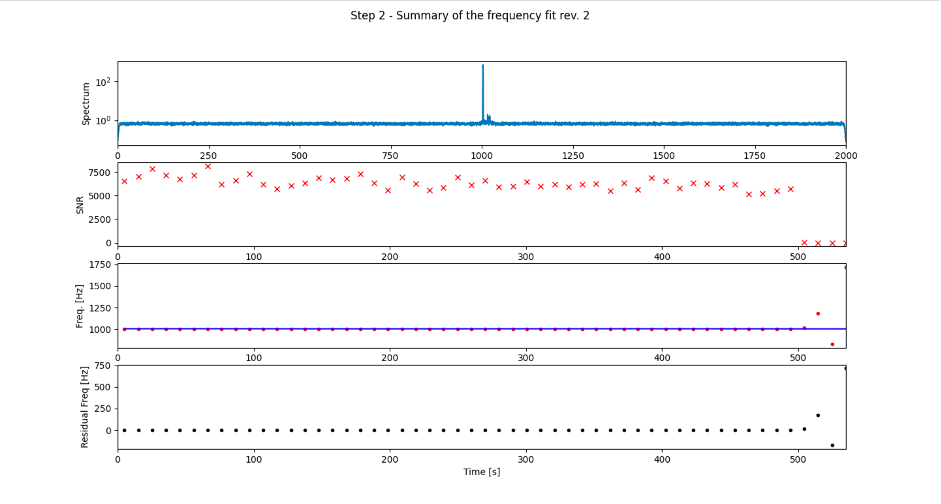 Step 2 - Summary of the frequency fit rev. 2
Spectrum
10²
10⁰
0 250 500 750 1000 1250 1500 1750 2000
SNR
7500
5000
2500
0
0 100 200 300 400 500
Freq. [Hz]
1750
1500
1250
1000
0 100 200 300 400 500
Residual Freq [Hz]
750
500
250
0
0 100 200 300 400 500
Time [s]